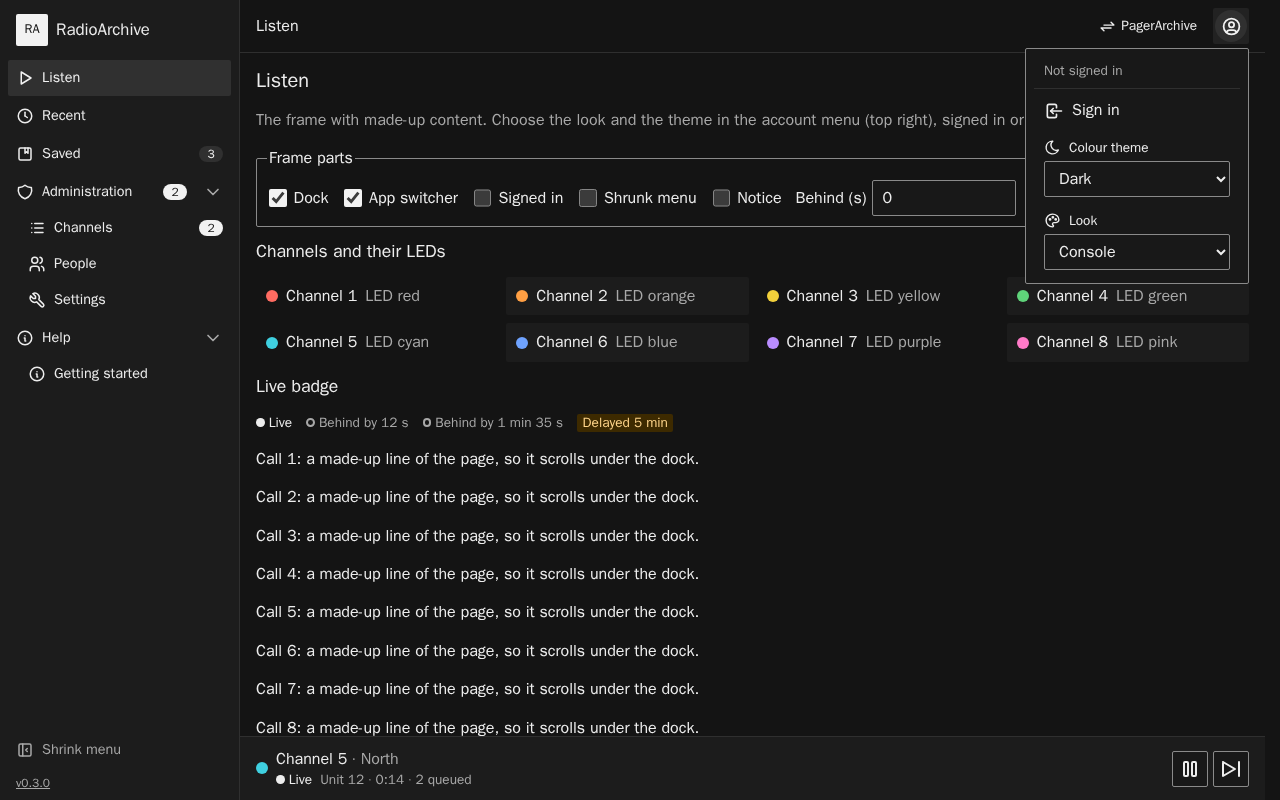 RA RadioArchive
Listen
Recent
Saved 3
Administration 2
Channels 2
People
Settings
Help
Getting started
Shrink menu
v0.3.0
Listen
PagerArchive
Not signed in
Sign in
Colour theme
Dark
Look
Console
Listen
The frame with made-up content. Choose the look and the theme in the account menu (top right), signed in or
Frame parts
Dock App switcher Signed in Shrunk menu Notice Behind (s) 0
Channels and their LEDs
Channel 1 LED red Channel 2 LED orange Channel 3 LED yellow Channel 4 LED green
Channel 5 LED cyan Channel 6 LED blue Channel 7 LED purple Channel 8 LED pink
Live badge
Live Behind by 12 s Behind by 1 min 35 s Delayed 5 min
Call 1: a made-up line of the page, so it scrolls under the dock.
Call 2: a made-up line of the page, so it scrolls under the dock.
Call 3: a made-up line of the page, so it scrolls under the dock.
Call 4: a made-up line of the page, so it scrolls under the dock.
Call 5: a made-up line of the page, so it scrolls under the dock.
Call 6: a made-up line of the page, so it scrolls under the dock.
Call 7: a made-up line of the page, so it scrolls under the dock.
Call 8: a made-up line of the page, so it scrolls under the dock.
Channel 5 · North
Live Unit 12 · 0:14 · 2 queued